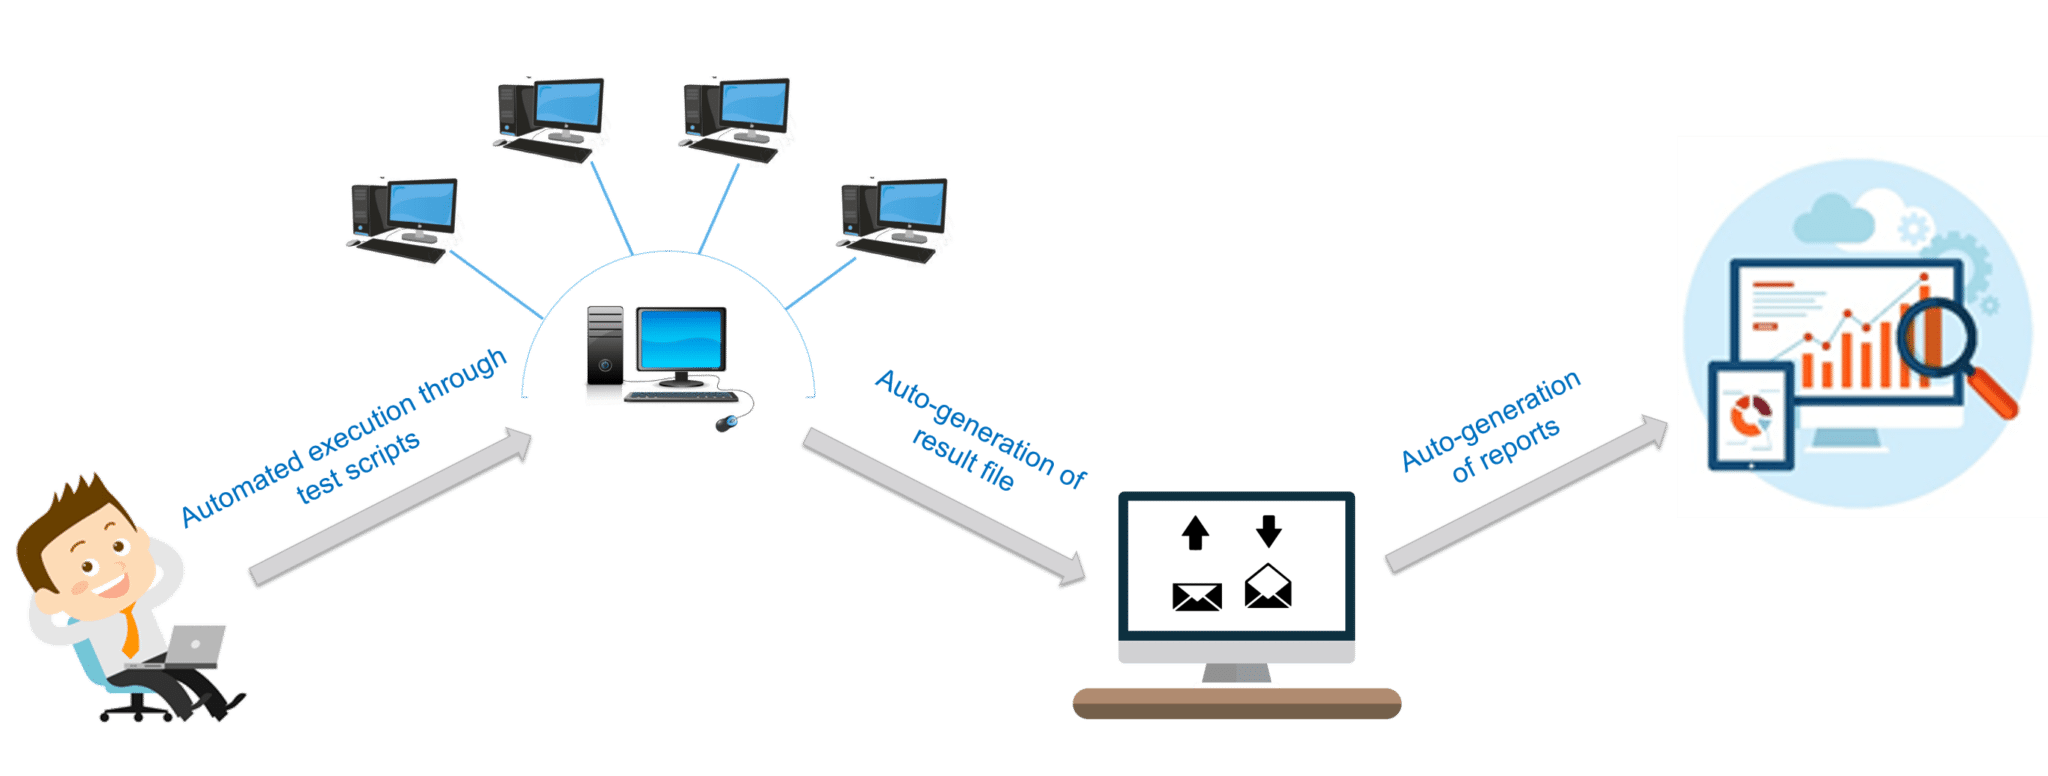 Automated execution through
test scripts
Auto-generation of
result file
Auto-generation
of reports